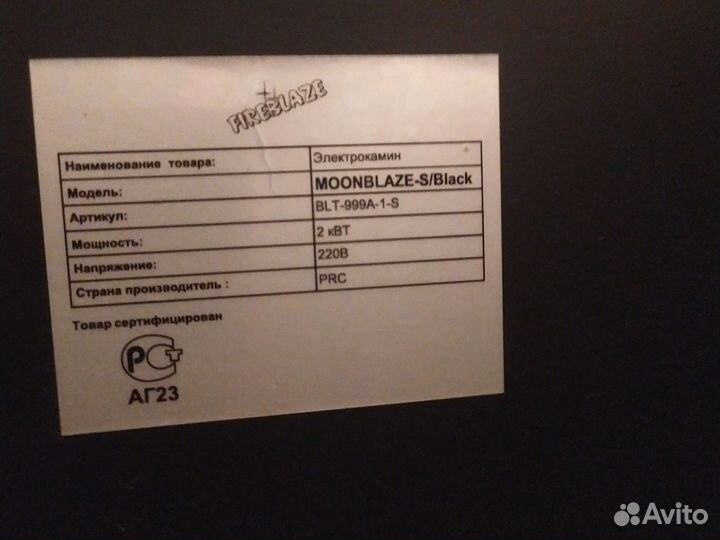 FIREBLAZE
Наименование товара: Электрокамин
Модель: MOONBLAZE-S/Black
Артикул: BLT-999A-1-S
Мощность: 2 кВТ
Напряжение: 220В
Страна производитель : PRC
Товар сертифицирован
РСТ
АГ23
Avito